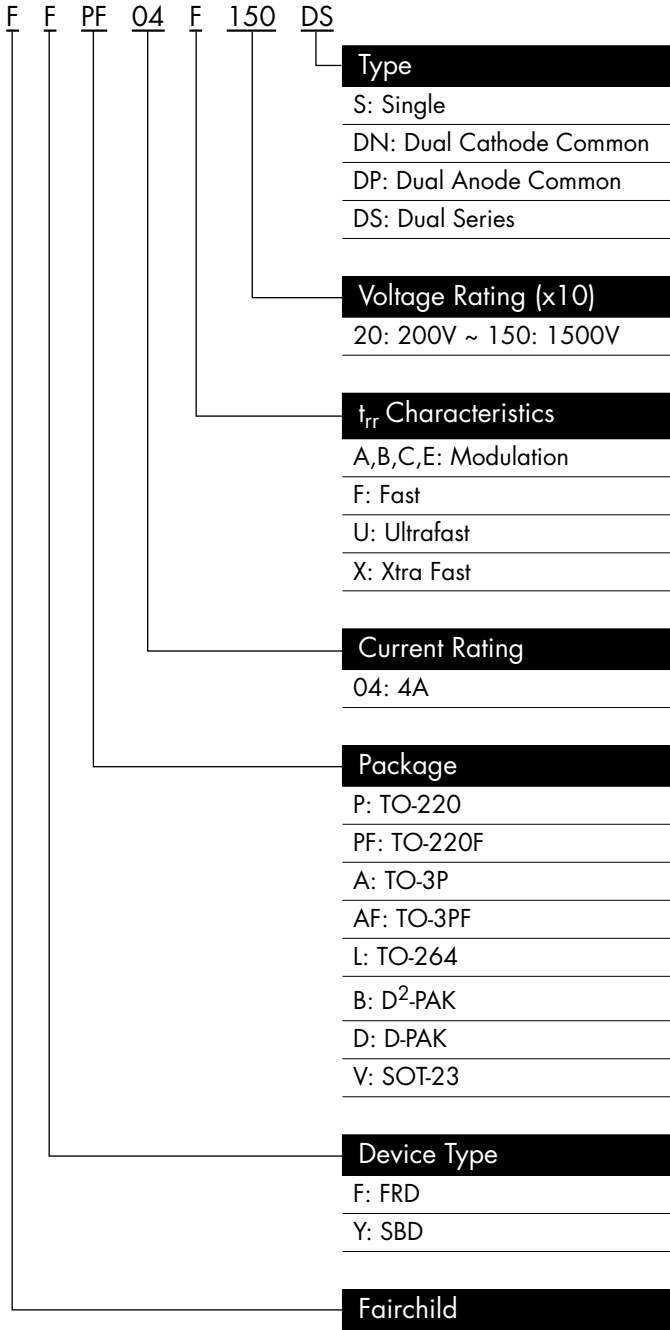 F F PF 04 F 150 DS
Type
S: Single
DN: Dual Cathode Common
DP: Dual Anode Common
DS: Dual Series
Voltage Rating (x10)
20: 200V ~ 150: 1500V
trr Characteristics
A,B,C,E: Modulation
F: Fast
U: Ultrafast
X: Xtra Fast
Current Rating
04: 4A
Package
P: TO-220
PF: TO-220F
A: TO-3P
AF: TO-3PF
L: TO-264
B: D2-PAK
D: D-PAK
V: SOT-23
Device Type
F: FRD
Y: SBD
Fairchild